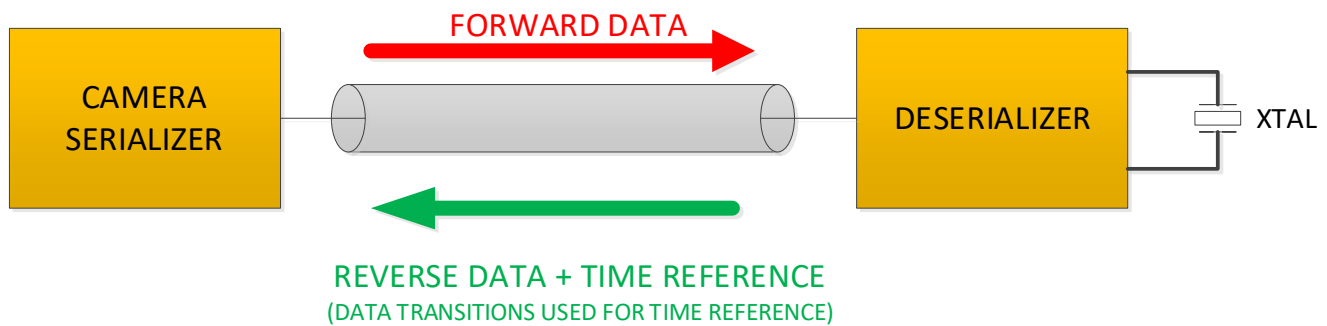 FORWARD DATA
CAMERA
SERIALIZER
DESERIALIZER
XTAL
REVERSE DATA + TIME REFERENCE
(DATA TRANSITIONS USED FOR TIME REFERENCE)